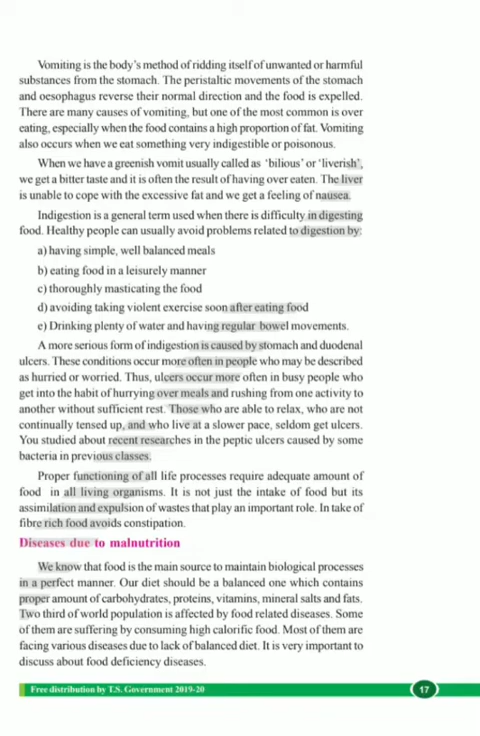 Vomiting is the body's method of ridding itself of unwanted or harmful
substances from the stomach. The peristaltic movements of the stomach
and oesophagus reverse their normal direction and the food is expelled.
There are many causes of vomiting, but one of the most common is over
eating, especially when the food contains a high proportion of fat. Vomiting
also occurs when we eat something very indigestible or poisonous.
When we have a greenish vomit usually called as 'bilious' or 'liverish',
we get a bitter taste and it is often the result of having over eaten. The liver
is unable to cope with the excessive fat and we get a feeling of nausea.
Indigestion is a general term used when there is difficulty in digesting
food. Healthy people can usually avoid problems related to digestion by:
a) having simple, well balanced meals
b) eating food in a leisurely manner
c) thoroughly masticating the food
d) avoiding taking violent exercise soon after eating food
e) Drinking plenty of water and having regular bowel movements.
A more serious form of indigestion is caused by stomach and duodenal
ulcers. These conditions occur more often in people who may be described
as hurried or worried. Thus, ulcers occur more often in busy people who
get into the habit of hurrying over meals and rushing from one activity to
another without sufficient rest. Those who are able to relax, who are not
continually tensed up, and who live at a slower pace, seldom get ulcers.
You studied about recent researches in the peptic ulcers caused by some
bacteria in previous classes.
Proper functioning of all life processes require adequate amount of
food in all living organisms. It is not just the intake of food but its
assimilation and expulsion of wastes that play an important role. In take of
fibre rich food avoids constipation.
Diseases due to malnutrition
We know that food is the main source to maintain biological processes
in a perfect manner. Our diet should be a balanced one which contains
proper amount of carbohydrates, proteins, vitamins, mineral salts and fats.
Two third of world population is affected by food related diseases. Some
of them are suffering by consuming high calorific food. Most of them are
facing various diseases due to lack of balanced diet. It is very important to
discuss about food deficiency diseases.
Free distribution by T.S. Government 2019-20
17